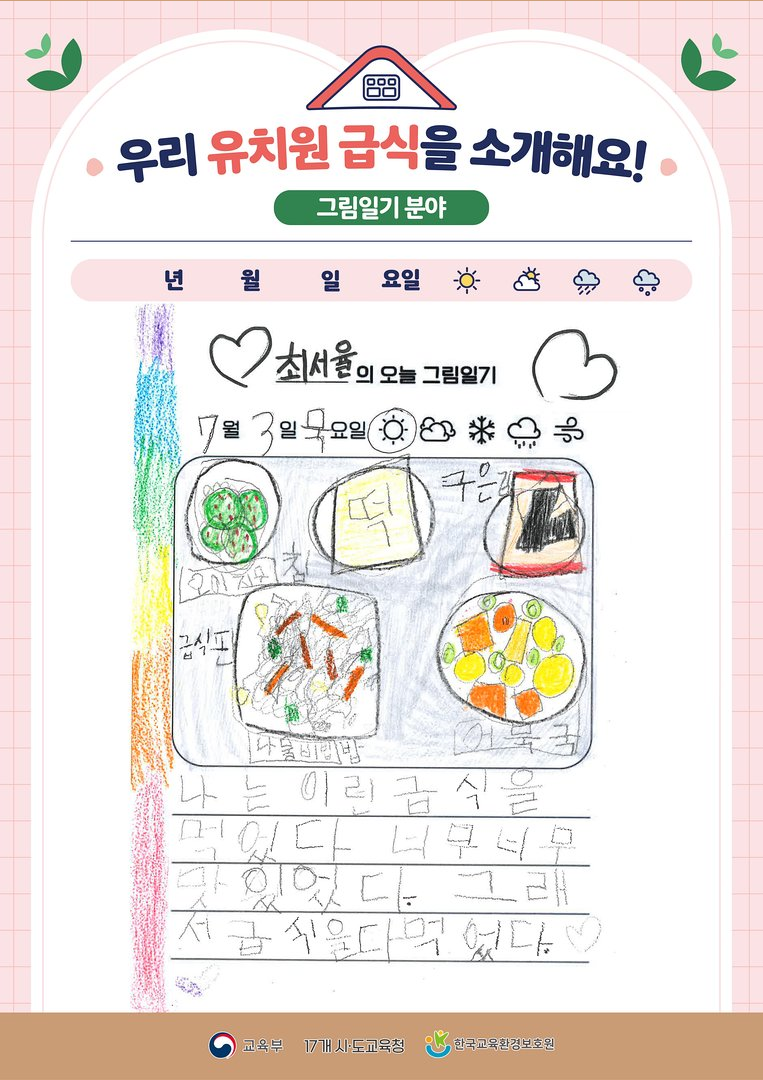 우리 유치원 급식을 소개해요!
그림일기 분야
년 월 일 요일
최서율의 오늘 그림일기
7월 3일 목요일
떡
구은김
오이무침
급식판
나물비빔밥
어묵국
나는 이런 급식을
먹었다 너무너무
맛있었다. 그래
서 급식을다먹었다.
교육부 17개 시·도교육청 한국교육환경보호원